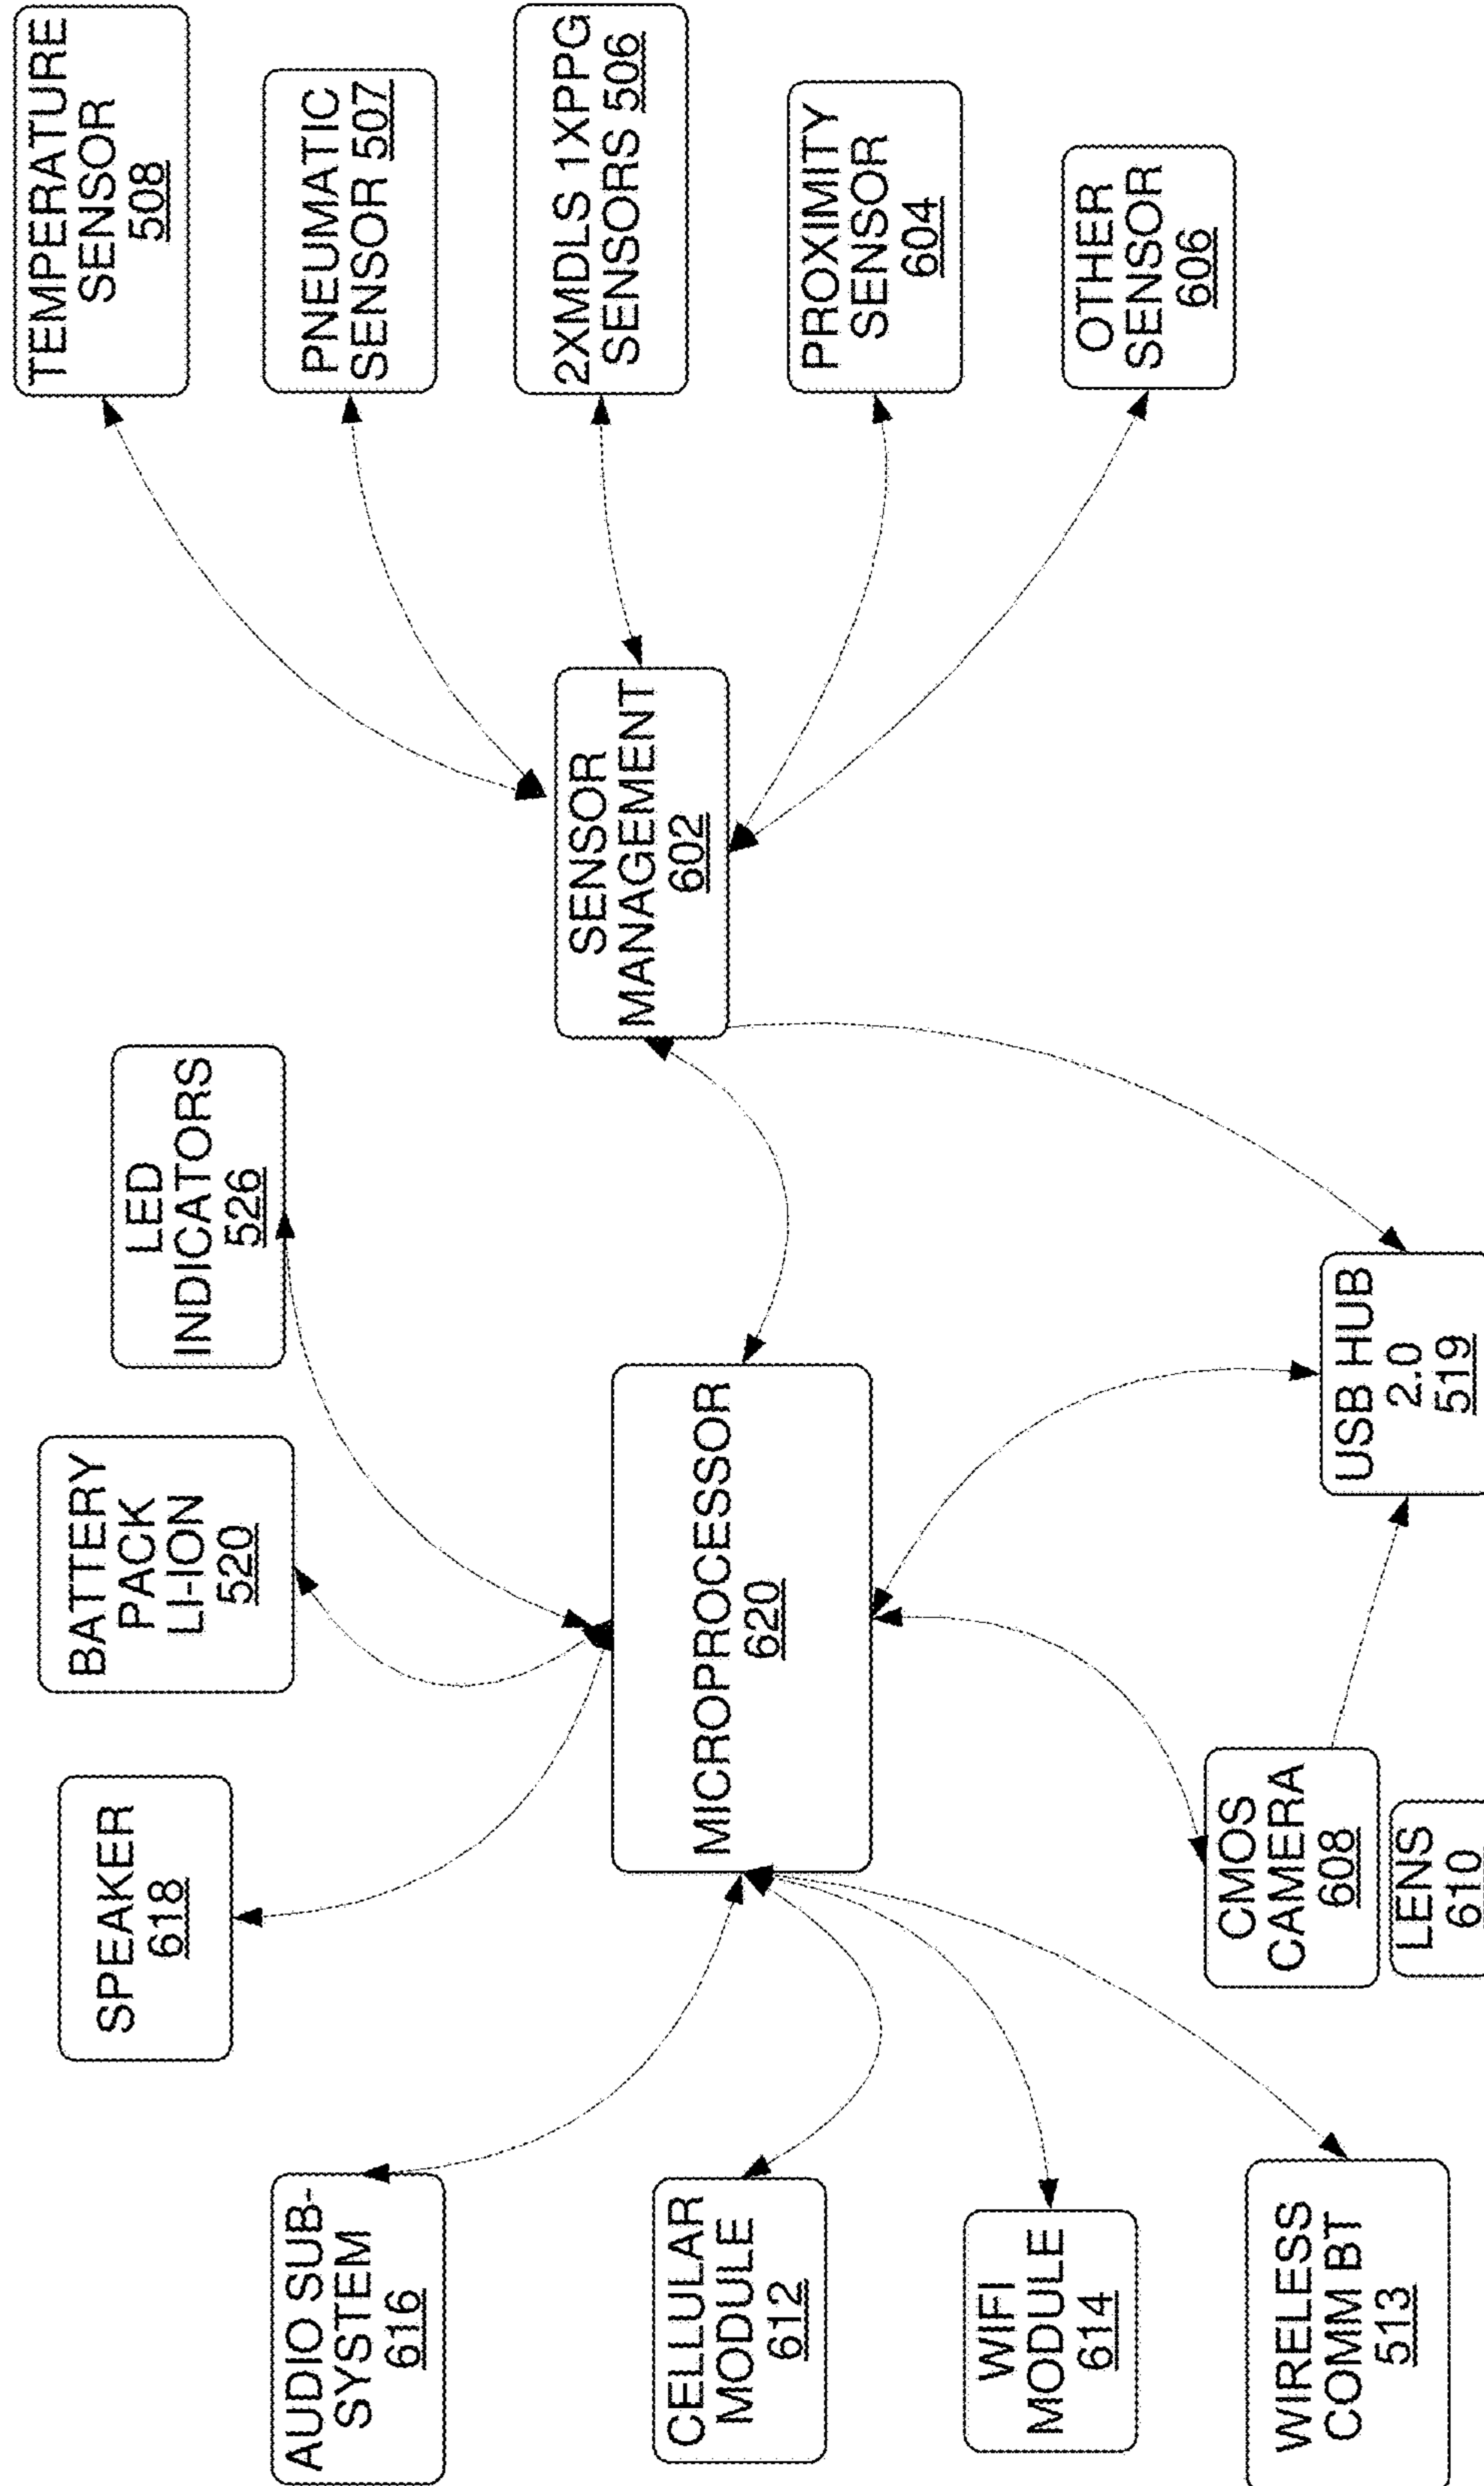 SPEAKER
618
BATTERY
PACK
LI-ION
520
LED
INDICATORS
526
TEMPERATURE
SENSOR
508
AUDIO SUB-
SYSTEM
616
PNEUMATIC
SENSOR 507
CELLULAR
MODULE
612
MICROPROCESSOR
620
SENSOR
MANAGEMENT
602
2XMDLS 1XPPG
SENSORS 506
WIFI
MODULE
614
PROXIMITY
SENSOR
604
WIRELESS
COMM BT
513
CMOS
CAMERA
608
LENS
610
USB HUB
2.0
519
OTHER
SENSOR
606